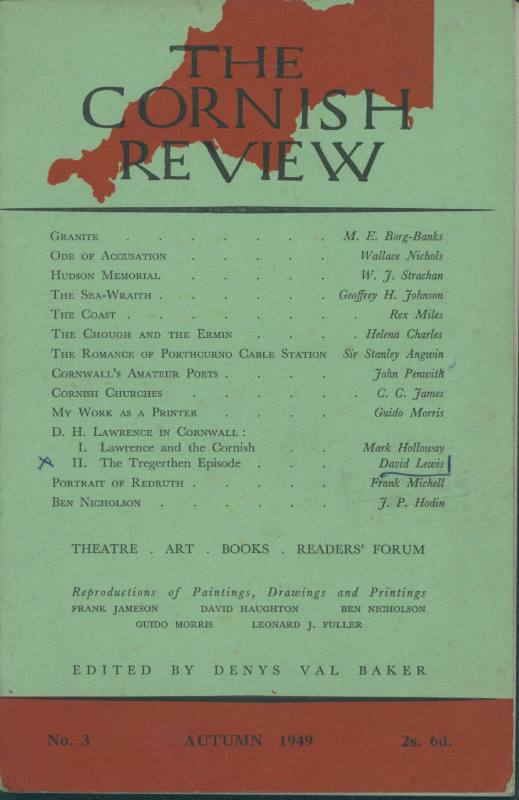 THE
CORNISH
REVIEW
GRANITE . . . . . . . M. E. Borg-Banks
ODE OF ACCUSATION . . . . . Wallace Nichols
HUDSON MEMORIAL . . . . . W. J. Strachan
THE SEA-WRAITH . . . . . Geoffrey H. Johnson
THE COAST . . . . . . . . Rex Miles
THE CHOUGH AND THE ERMIN . . . . Helena Charles
THE ROMANCE OF PORTHCURNO CABLE STATION Sir Stanley Angwin
CORNWALL'S AMATEUR POETS . . . . John Penwith
CORNISH CHURCHES . . . . . . C. C. James
MY WORK AS A PRINTER . . . . Guido Morris
D. H. LAWRENCE IN CORNWALL :
I. Lawrence and the Cornish . . Mark Holloway
x II. The Tregerthen Episode . . . David Lewis
PORTRAIT OF REDRUTH . . . . . Frank Michell
BEN NICHOLSON . . . . . . J. P. Hodin
THEATRE . ART . BOOKS . READERS' FORUM
Reproductions of Paintings, Drawings and Printings
FRANK JAMESON DAVID HAUGHTON BEN NICHOLSON
GUIDO MORRIS LEONARD J. FULLER
EDITED BY DENYS VAL BAKER
No. 3 AUTUMN 1949 2s. 6d.